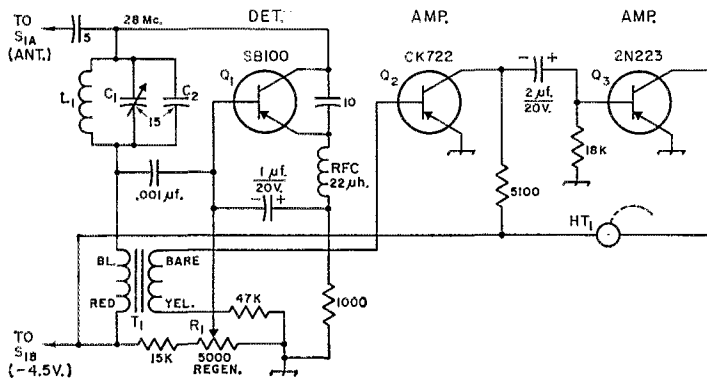 DET.
AMP.
AMP.
TO
S1A
(ANT.)
5
28 Mc.
SB100
CK722
2N223
Q1
Q2
Q3
L1
C1
C2
15
10
- +
2 µf.
20V.
18K
.001 µf.
1 µf.
20V.
- +
RFC
22 µh.
5100
HT1
BL.
BARE
RED
YEL.
T1
47K
R1
1000
TO
S1B
(-4.5V.)
15K
5000
REGEN.